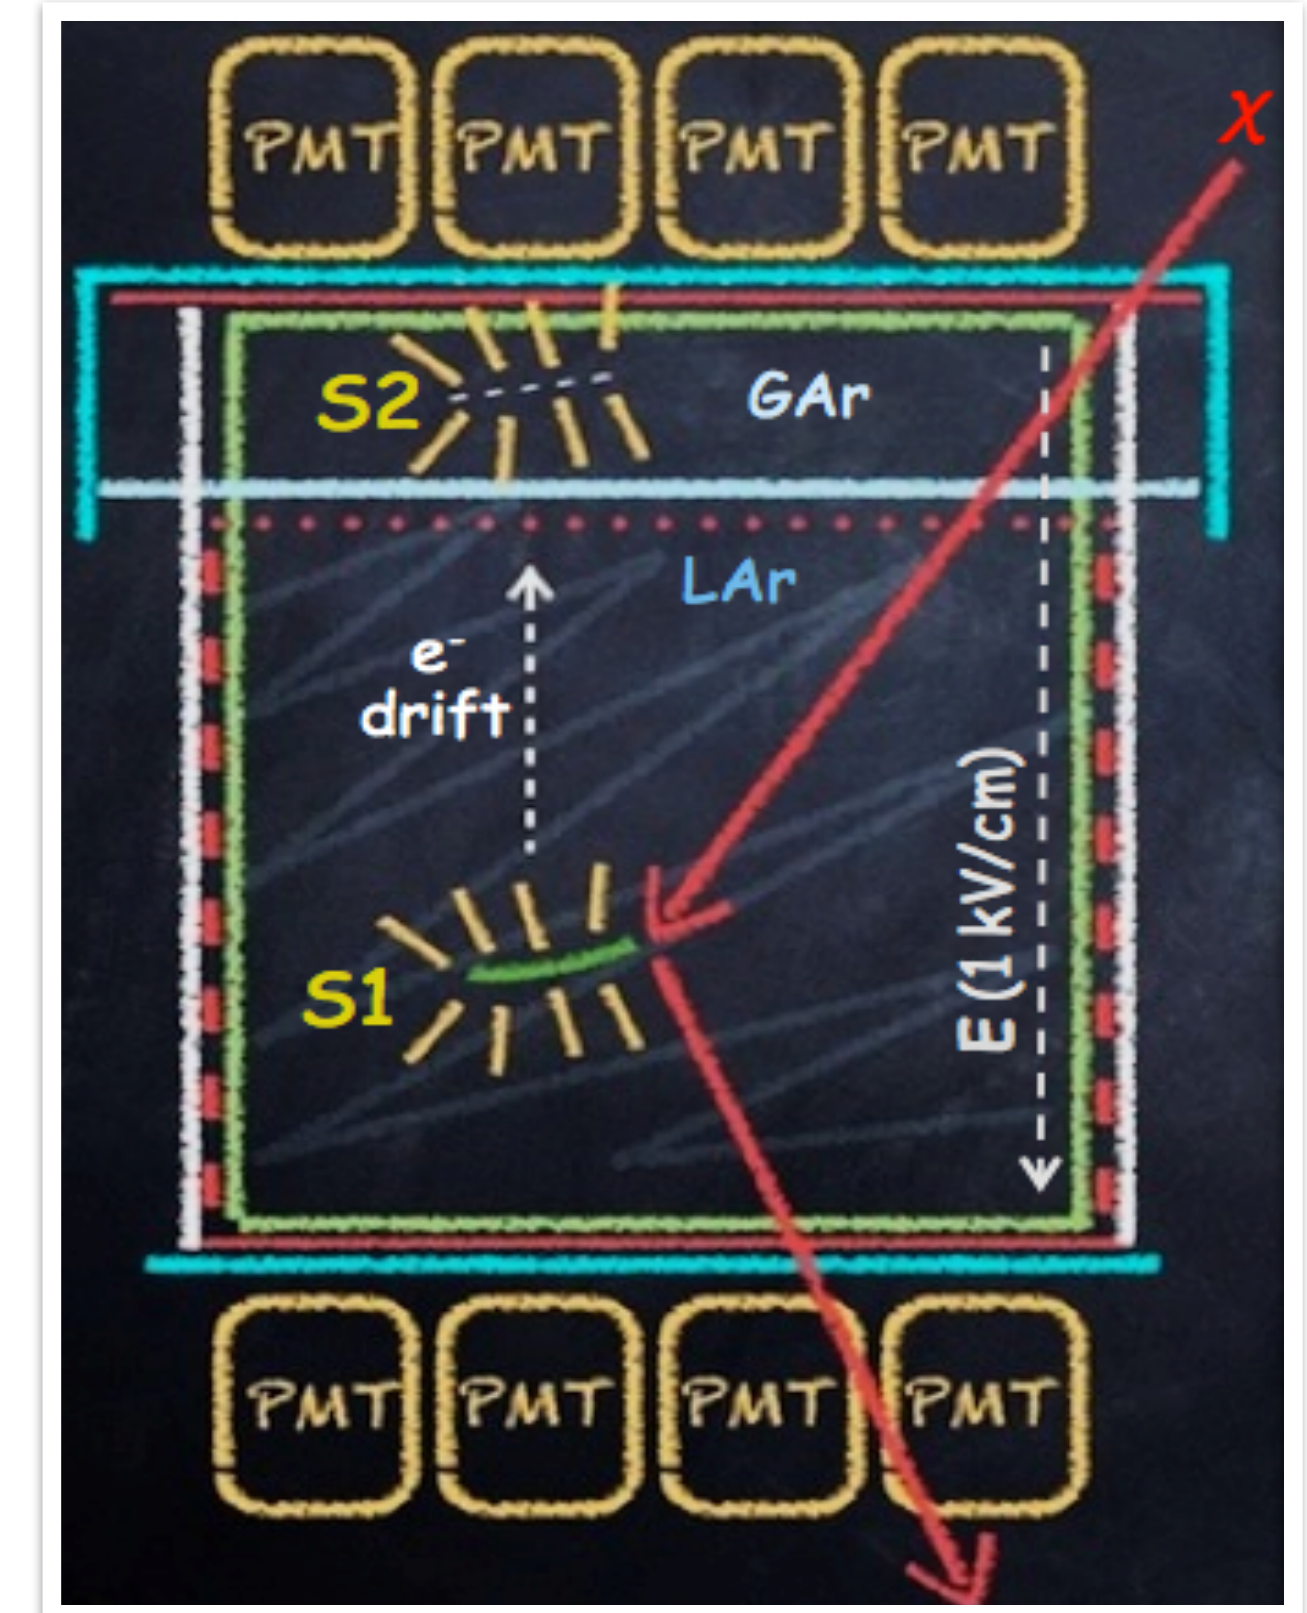 PMT PMT PMT PMT
χ
S2
GAr
LAr
e-
drift
E (1 kV/cm)
S1
PMT PMT PMT PMT